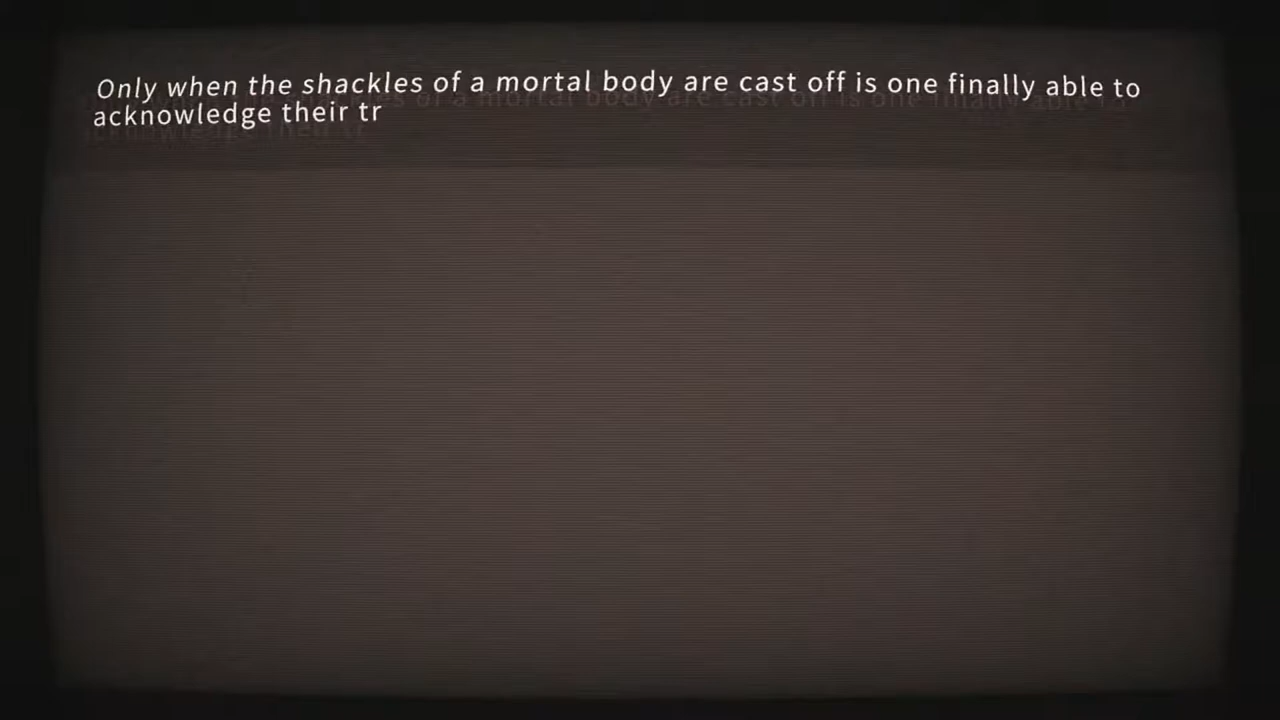 Only when the shackles of a mortal body are cast off is one finally able to
acknowledge their tr